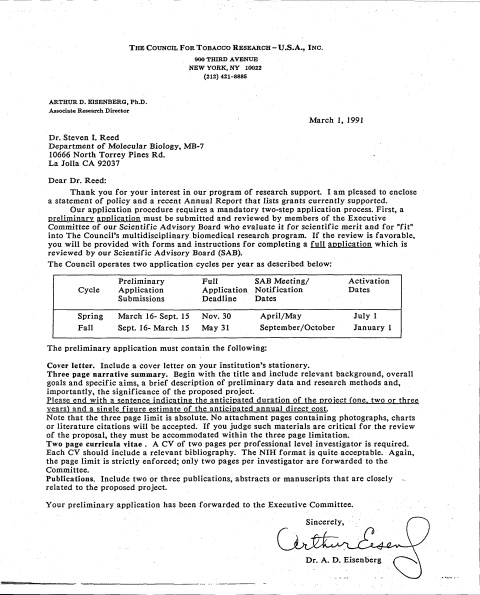 THE COUNCIL FOR TOBACCO RESEARCH – U.S.A., INC.
900 THIRD AVENUE
NEW YORK, NY 10022
(212) 421-8885
ARTHUR D. EISENBERG, Ph.D.
Associate Research Director
March 1, 1991
Dr. Steven I. Reed
Department of Molecular Biology, MB-7
10666 North Torrey Pines Rd.
La Jolla CA 92037
Dear Dr. Reed:
Thank you for your interest in our program of research support. I am pleased to enclose
a statement of policy and a recent Annual Report that lists grants currently supported.
Our application procedure requires a mandatory two-step application process. First, a
preliminary application must be submitted and reviewed by members of the Executive
Committee of our Scientific Advisory Board who evaluate it for scientific merit and for "fit"
into The Council's multidisciplinary biomedical research program. If the review is favorable,
you will be provided with forms and instructions for completing a full application which is
reviewed by our Scientific Advisory Board (SAB).
The Council operates two application cycles per year as described below:
Preliminary Full SAB Meeting/ Activation
Cycle Application Application Notification Dates
Submissions Deadline Dates
Spring March 16- Sept. 15 Nov. 30 April/May July 1
Fall Sept. 16- March 15 May 31 September/October January 1
The preliminary application must contain the following:
Cover letter. Include a cover letter on your institution's stationery.
Three page narrative summary. Begin with the title and include relevant background, overall
goals and specific aims, a brief description of preliminary data and research methods and,
importantly, the significance of the proposed project.
Please end with a sentence indicating the anticipated duration of the project (one, two or three
years) and a single figure estimate of the anticipated annual direct cost.
Note that the three page limit is absolute. No attachment pages containing photographs, charts
or literature citations will be accepted. If you judge such materials are critical for the review
of the proposal, they must be accommodated within the three page limitation.
Two page curricula vitae . A CV of two pages per professional level investigator is required.
Each CV should include a relevant bibliography. The NIH format is quite acceptable. Again,
the page limit is strictly enforced; only two pages per investigator are forwarded to the
Committee.
Publications. Include two or three publications, abstracts or manuscripts that are closely
related to the proposed project.
Your preliminary application has been forwarded to the Executive Committee.
Sincerely,
Arthur Eisenberg
Dr. A. D. Eisenberg